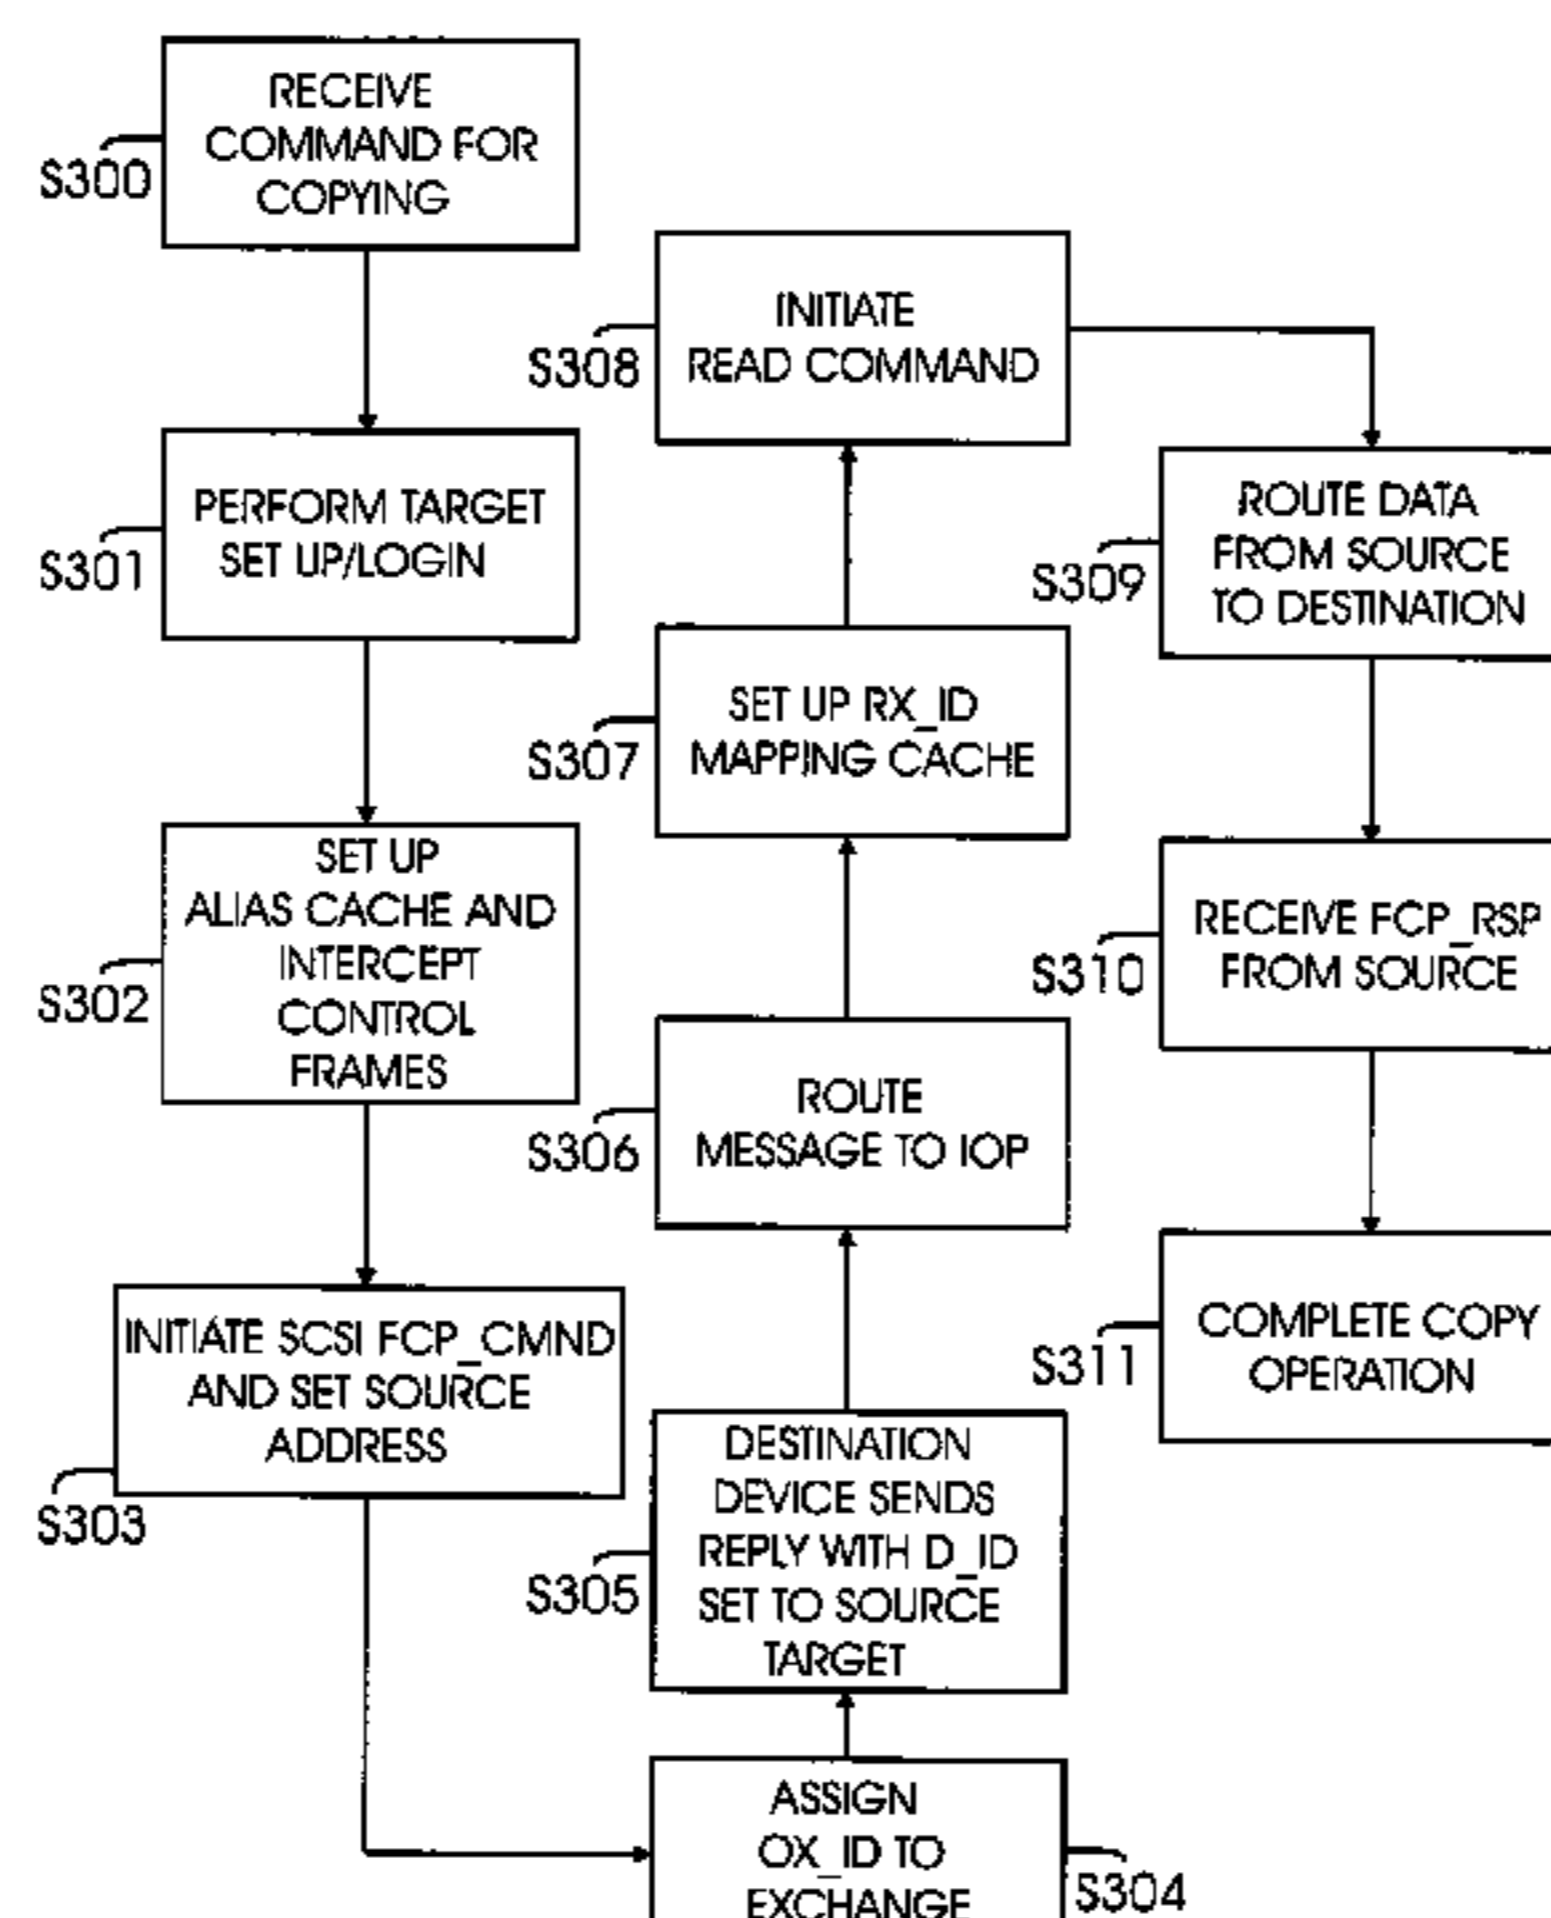 RECEIVE
COMMAND FOR
COPYING
S300
PERFORM TARGET
SET UP/LOGIN
S301
SET UP
ALIAS CACHE AND
INTERCEPT
CONTROL
FRAMES
S302
INITIATE SCSI FCP_CMND
AND SET SOURCE
ADDRESS
S303
ASSIGN
OX_ID TO
EXCHANGE
S304
DESTINATION
DEVICE SENDS
REPLY WITH D_ID
SET TO SOURCE
TARGET
S305
ROUTE
MESSAGE TO IOP
S306
SET UP RX_ID
MAPPING CACHE
S307
INITIATE
READ COMMAND
S308
ROUTE DATA
FROM SOURCE
TO DESTINATION
S309
RECEIVE FCP_RSP
FROM SOURCE
S310
COMPLETE COPY
OPERATION
S311